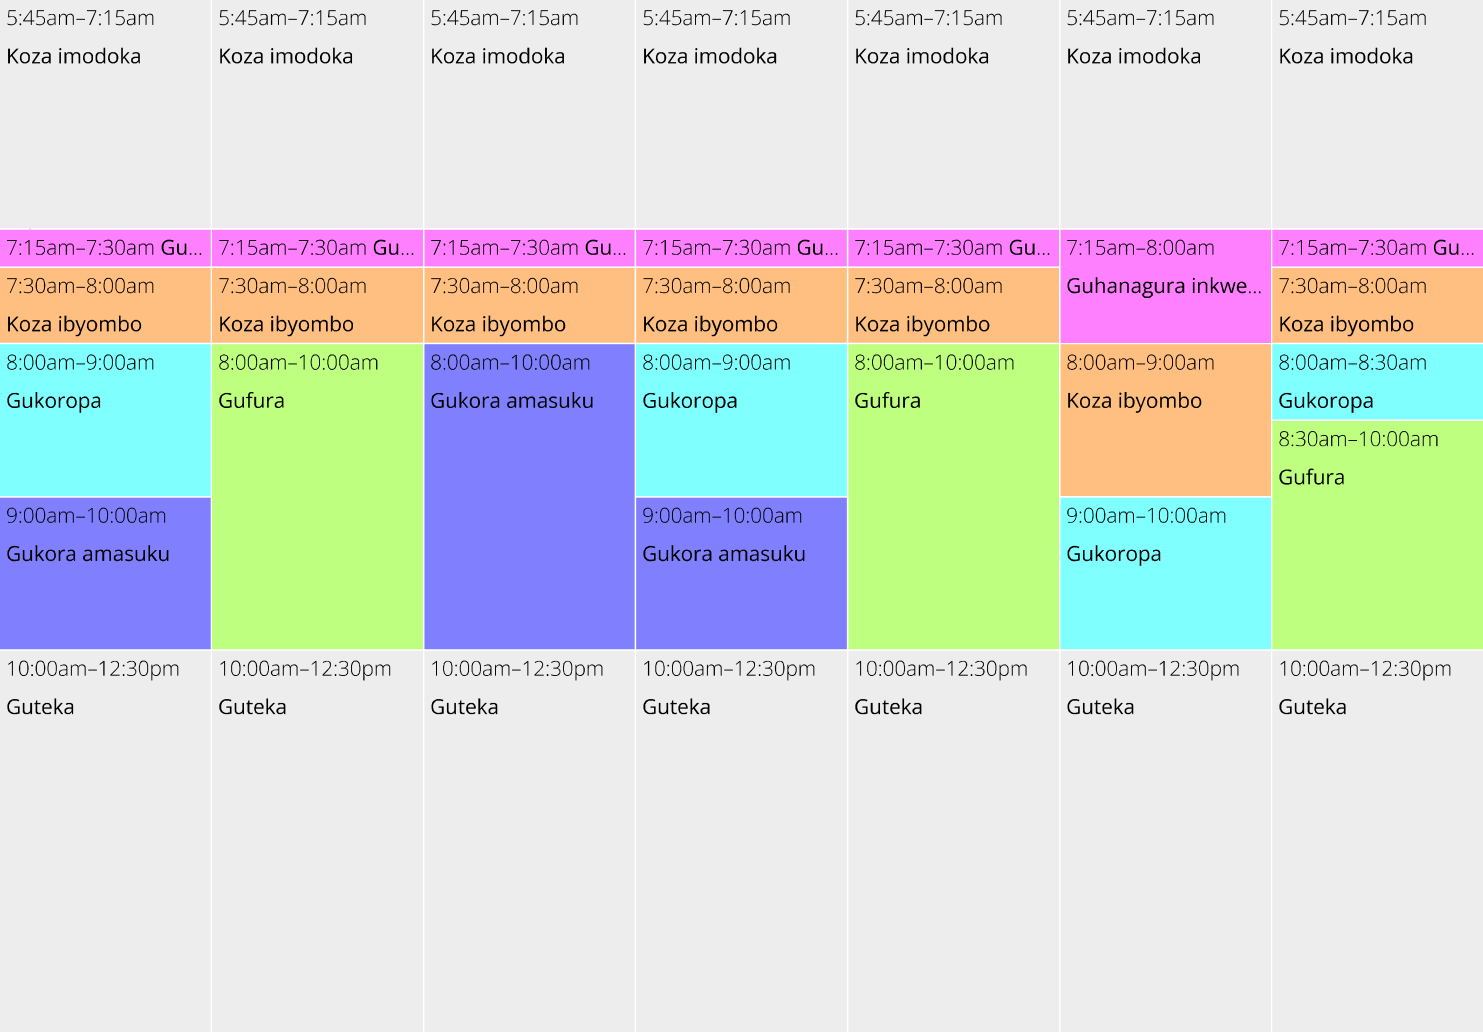 5:45am–7:15am
Koza imodoka
7:15am–7:30am Gu...
7:30am–8:00am
Koza ibyombo
8:00am–9:00am
Gukoropa
9:00am–10:00am
Gukora amasuku
10:00am–12:30pm
Guteka
5:45am–7:15am
Koza imodoka
7:15am–7:30am Gu...
7:30am–8:00am
Koza ibyombo
8:00am–10:00am
Gufura
10:00am–12:30pm
Guteka
5:45am–7:15am
Koza imodoka
7:15am–7:30am Gu...
7:30am–8:00am
Koza ibyombo
8:00am–10:00am
Gukora amasuku
10:00am–12:30pm
Guteka
5:45am–7:15am
Koza imodoka
7:15am–7:30am Gu...
7:30am–8:00am
Koza ibyombo
8:00am–9:00am
Gukoropa
9:00am–10:00am
Gukora amasuku
10:00am–12:30pm
Guteka
5:45am–7:15am
Koza imodoka
7:15am–7:30am Gu...
7:30am–8:00am
Koza ibyombo
8:00am–10:00am
Gufura
10:00am–12:30pm
Guteka
5:45am–7:15am
Koza imodoka
7:15am–8:00am
Guhanagura inkwe...
8:00am–9:00am
Koza ibyombo
9:00am–10:00am
Gukoropa
10:00am–12:30pm
Guteka
5:45am–7:15am
Koza imodoka
7:15am–7:30am Gu...
7:30am–8:00am
Koza ibyombo
8:00am–8:30am
Gukoropa
8:30am–10:00am
Gufura
10:00am–12:30pm
Guteka